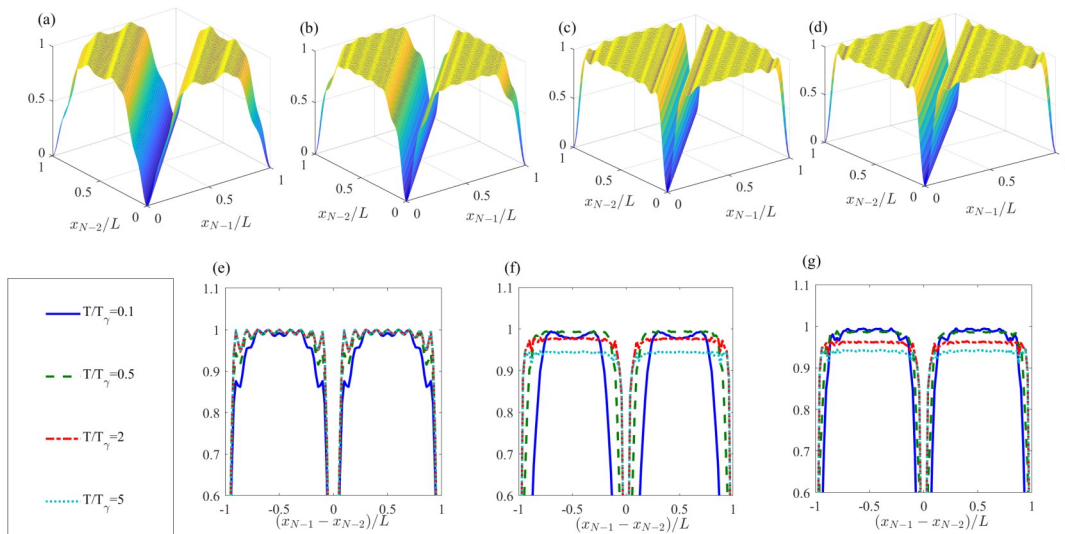 (a)
(b)
(c)
(d)
1
0.5
0
1
0.5
0 0
0.5
1
x_{N-2}/L
x_{N-1}/L
1
0.5
0
1
0.5
0 0
0.5
1
x_{N-2}/L
x_{N-1}/L
1
0.5
0
1
0.5
0 0
0.5
1
x_{N-2}/L
x_{N-1}/L
1
0.5
0
1
0.5
0 0
0.5
1
x_{N-2}/L
x_{N-1}/L
T/T_γ=0.1
T/T_γ=0.5
T/T_γ=2
T/T_γ=5
(e)
1.1
1
0.9
0.8
0.7
0.6
-1 -0.5 0 0.5 1
(x_{N-1} − x_{N-2})/L
(f)
1.1
1
0.9
0.8
0.7
0.6
-1 -0.5 0 0.5 1
(x_{N-1} − x_{N-2})/L
(g)
1.1
1
0.9
0.8
0.7
0.6
-1 -0.5 0 0.5 1
(x_{N-1} − x_{N-2})/L